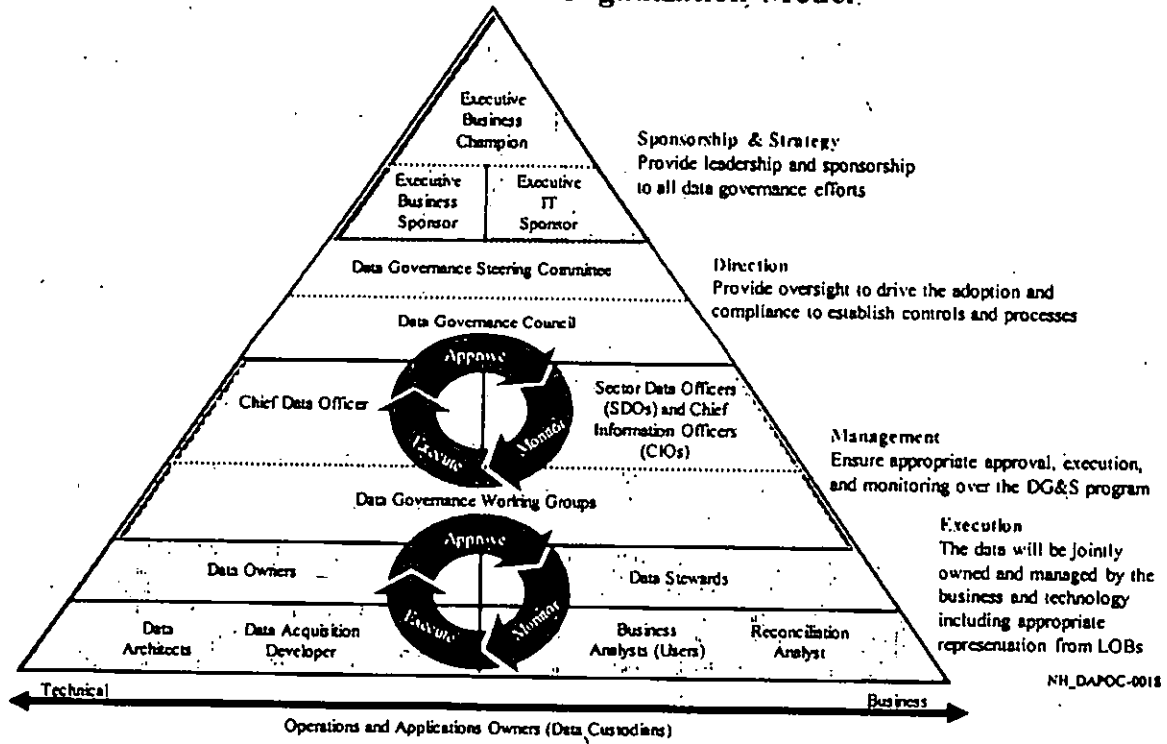 Model
Executive
Business
Champion
Executive
Business
Sponsor
Executive
IT
Sponsor
Sponsorship & Strategy
Provide leadership and sponsorship
to all data governance efforts
Data Governance Steering Committee
Direction
Provide oversight to drive the adoption and
compliance to establish controls and processes
Data Governance Council
Approve
Monitor
Execute
Chief Data Officer
Sector Data Officers
(SDOs) and Chief
Information Officers
(CIOs)
Management
Ensure appropriate approval, execution,
and monitoring over the DG&S program
Data Governance Working Groups
Approve
Monitor
Execute
Data Owners
Data Stewards
Execution
The data will be jointly
owned and managed by the
business and technology
including appropriate
representation from LOBs
Data
Architects
Data Acquisition
Developer
Business
Analysts (Users)
Reconciliation
Analyst
NH_DAPOC-0018
Technical
Business
Operations and Applications Owners (Data Custodians)